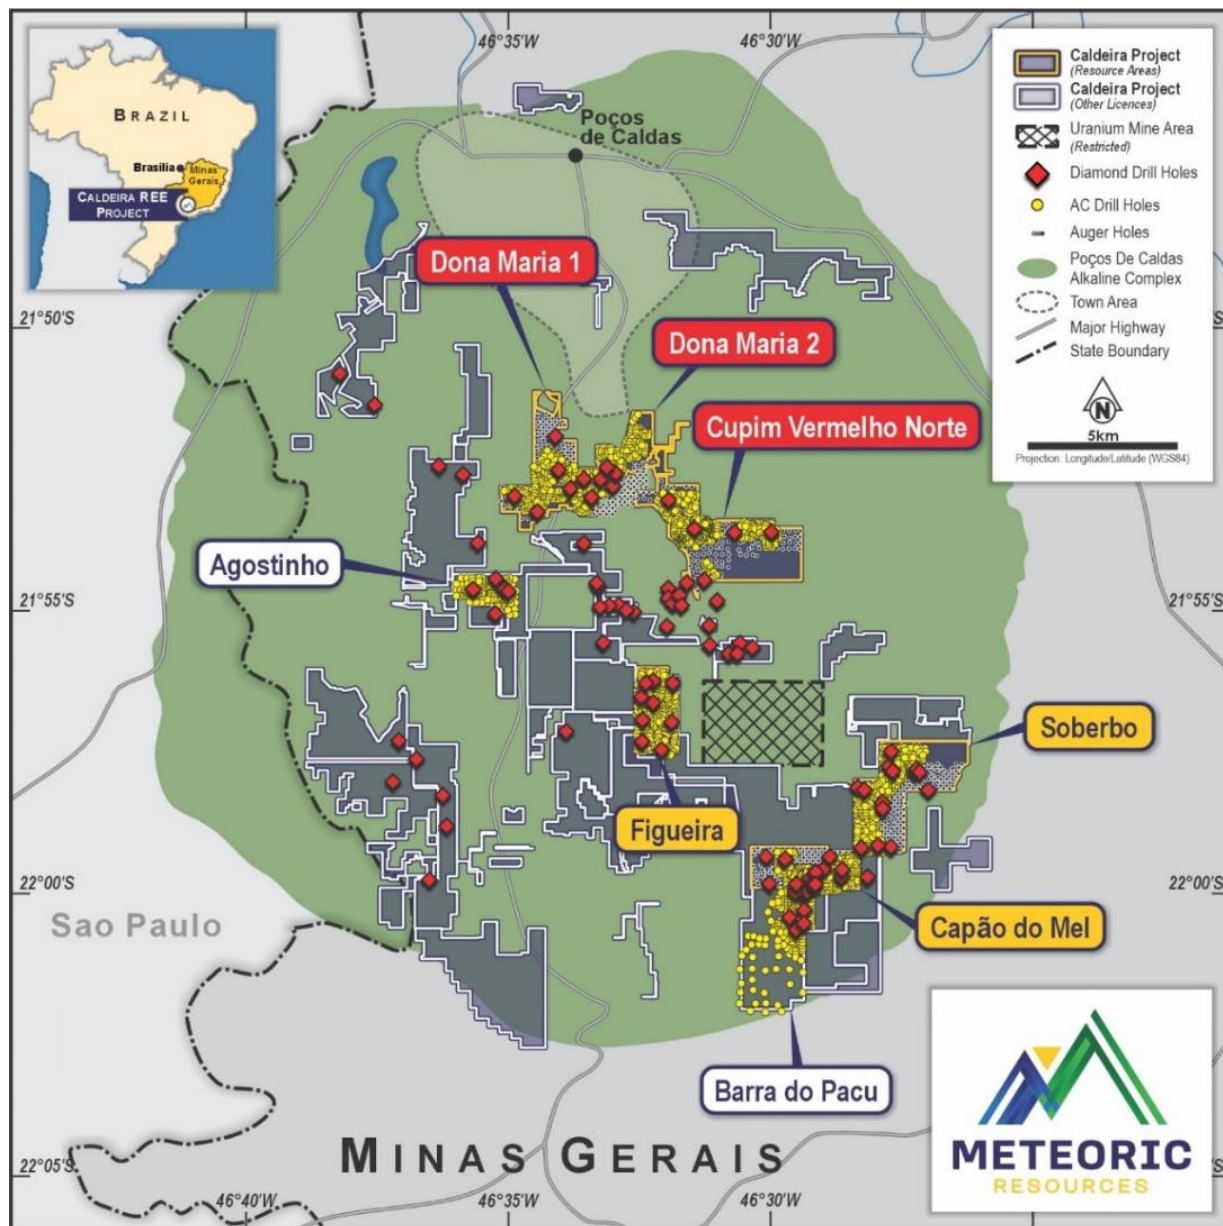 46°35'W
46°30'W
BRAZIL
Brasilia
Minas
Gerais
CALDEIRA REE
PROJECT
Poços
de Caldas
Caldeira Project
(Resource Areas)
Caldeira Project
(Other Licences)
Uranium Mine Area
(Restricted)
Diamond Drill Holes
AC Drill Holes
Auger Holes
Poços De Caldas
Alkaline Complex
Town Area
Major Highway
State Boundary
N
5km
Projection: Longitude/Latitude (WGS84)
Dona Maria 1
21°50'S
Dona Maria 2
Cupim Vermelho Norte
Agostinho
21°55'S
21°55'S
Soberbo
Figueira
22°00'S
22°00'S
Sao Paulo
Capão do Mel
Barra do Pacu
MINAS GERAIS
METEORIC
RESOURCES
22°05'S
46°40'W
46°35'W
46°30'W